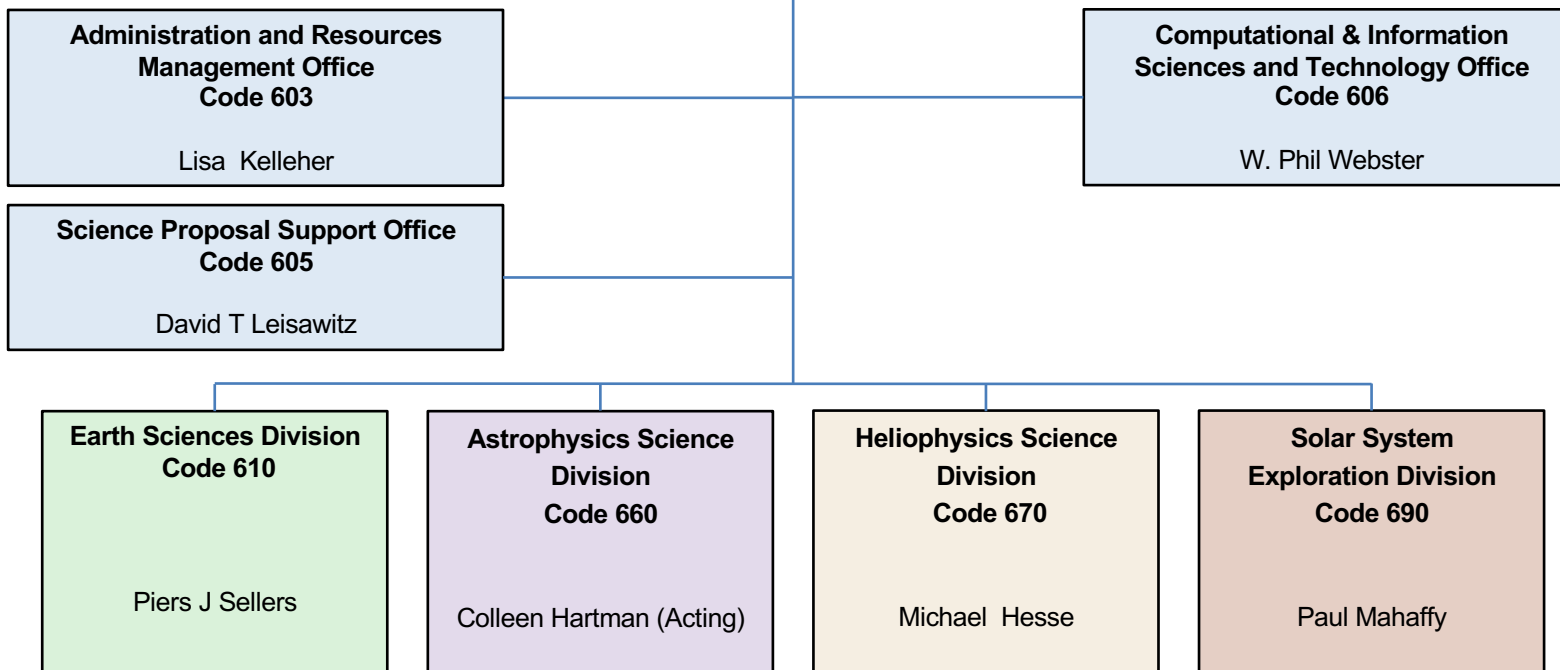 Administration and Resources
Management Office
Code 603
Lisa Kelleher
Computational & Information
Sciences and Technology Office
Code 606
W. Phil Webster
Science Proposal Support Office
Code 605
David T Leisawitz
Earth Sciences Division
Code 610
Piers J Sellers
Astrophysics Science
Division
Code 660
Colleen Hartman (Acting)
Heliophysics Science
Division
Code 670
Michael Hesse
Solar System
Exploration Division
Code 690
Paul Mahaffy